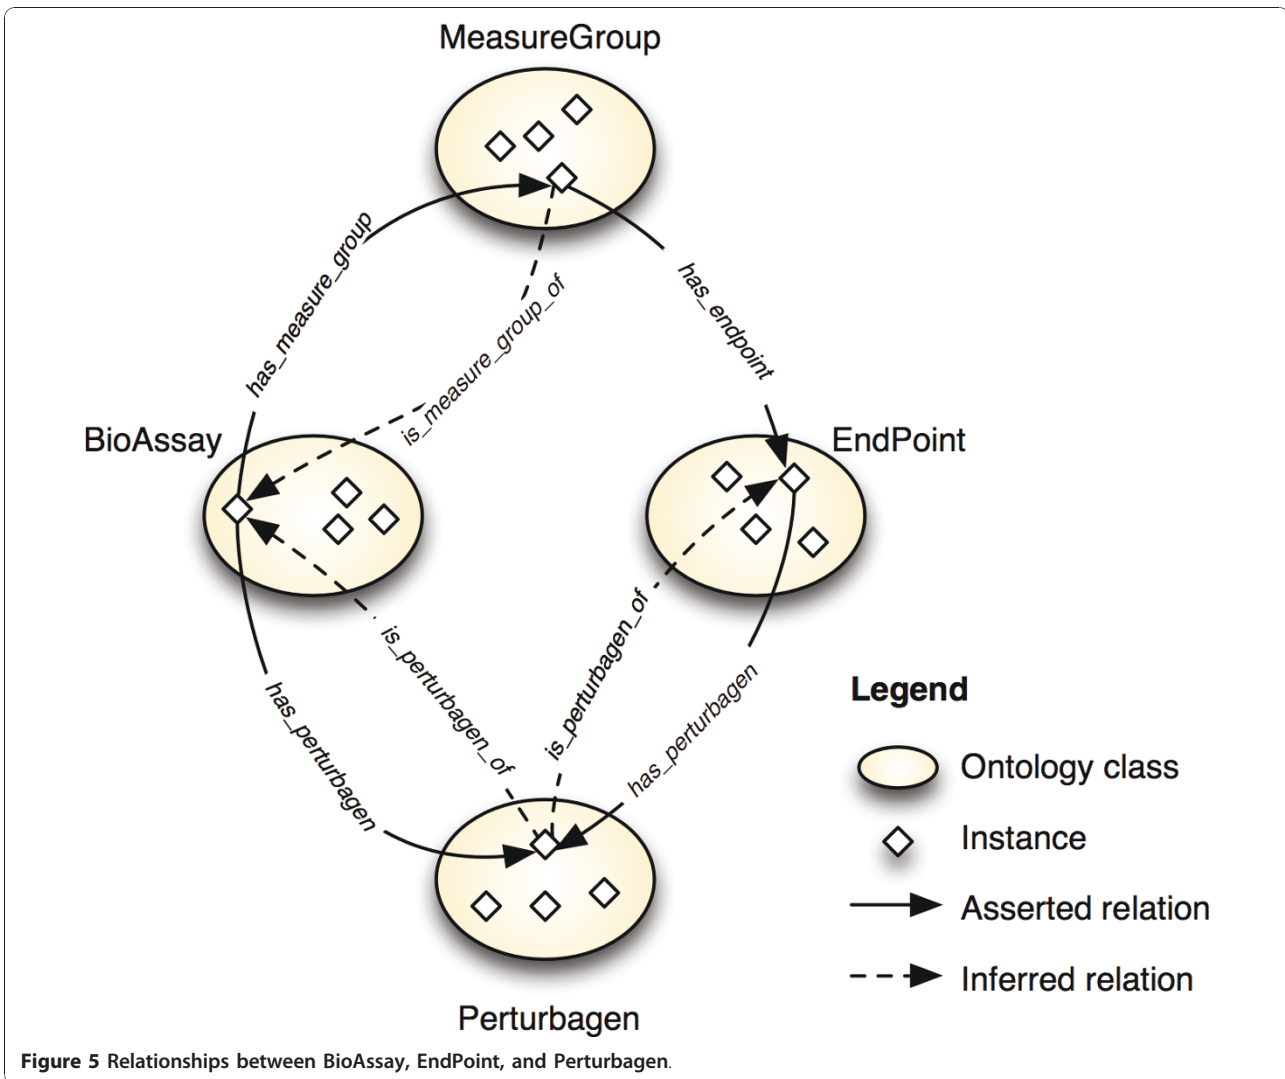 MeasureGroup
has_measure_group
is_measure_group_of
has_endpoint
BioAssay
EndPoint
is_perturbagen_of
is_perturbagen_of
has_perturbagen
has_perturbagen
Legend
Ontology class
Instance
Asserted relation
Inferred relation
Perturbagen
Figure 5 Relationships between BioAssay, EndPoint, and Perturbagen.